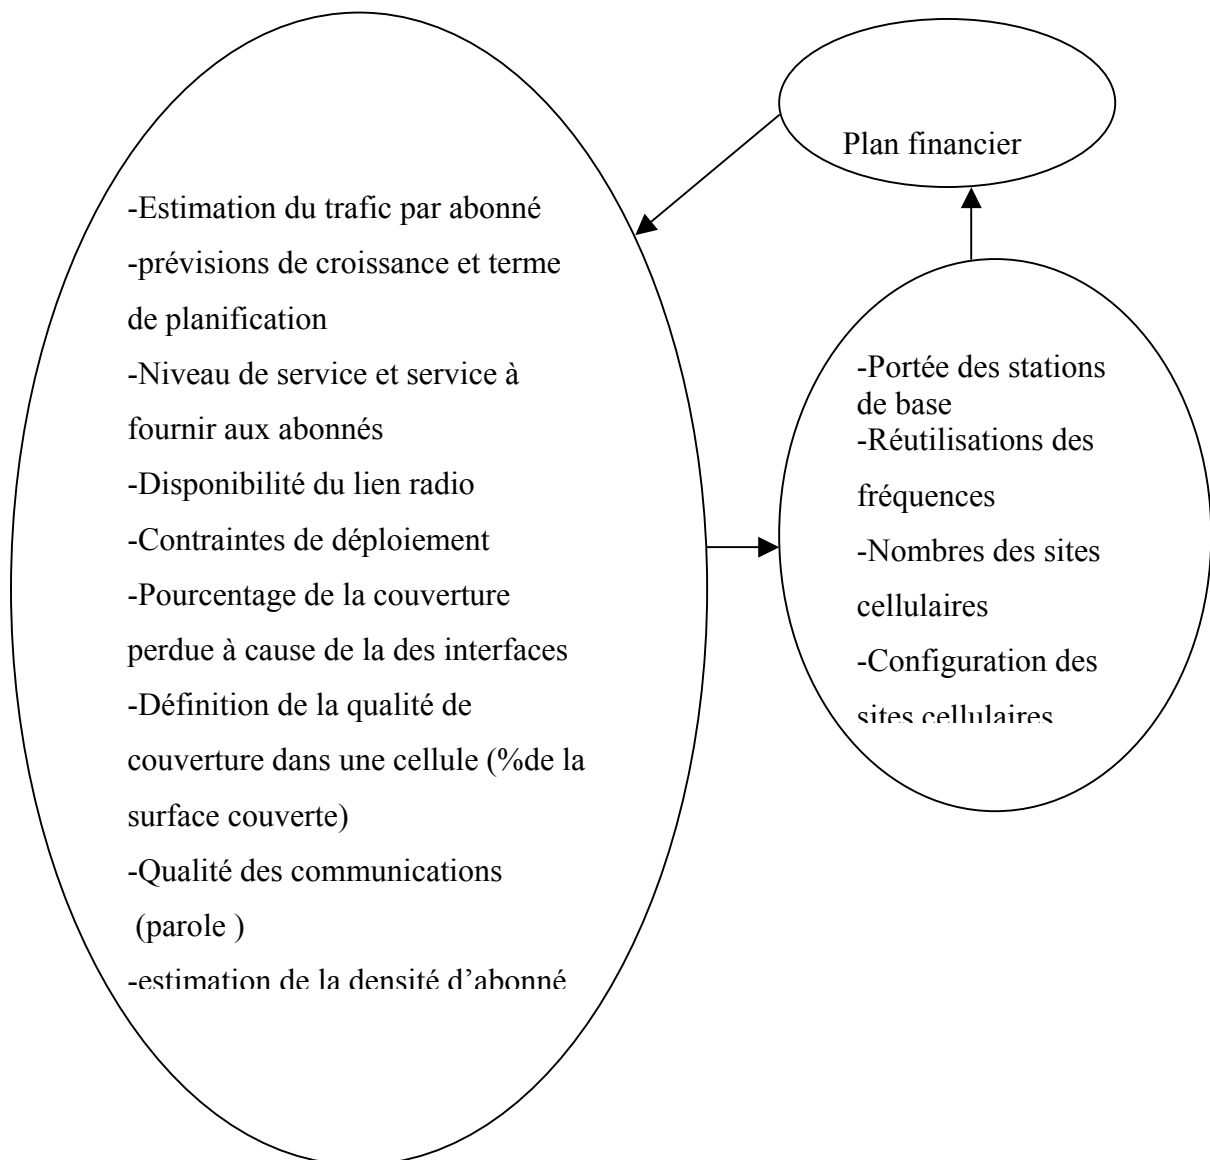 Plan financier
-Estimation du trafic par abonné
-prévisions de croissance et terme
de planification
-Niveau de service et service à
fournir aux abonnés
-Disponibilité du lien radio
-Contraintes de déploiement
-Pourcentage de la couverture
perdue à cause de la des interfaces
-Définition de la qualité de
couverture dans une cellule (%de la
surface couverte)
-Qualité des communications
(parole )
-estimation de la densité d’abonné
-Portée des stations
de base
-Réutilisations des
fréquences
-Nombres des sites
cellulaires
-Configuration des
sites cellulaires